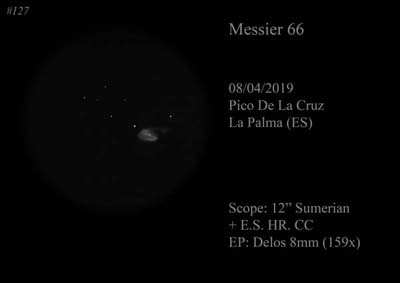 #127
Messier 66
08/04/2019
Pico De La Cruz
La Palma (ES)
Scope: 12” Sumerian
+ E.S. HR. CC
EP: Delos 8mm (159x)